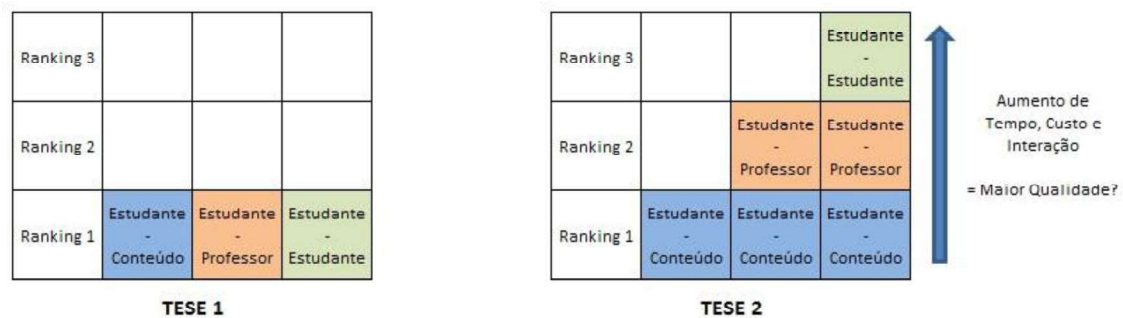 Ranking 3
Ranking 2
Ranking 1
Estudante
-
Conteúdo
Estudante
-
Professor
Estudante
-
Estudante
TESE 1
Ranking 3
Estudante
-
Estudante
Ranking 2
Estudante
-
Professor
Estudante
-
Professor
Ranking 1
Estudante
-
Conteúdo
Estudante
-
Conteúdo
Estudante
-
Conteúdo
TESE 2
Aumento de
Tempo, Custo e
Interação
= Maior Qualidade?